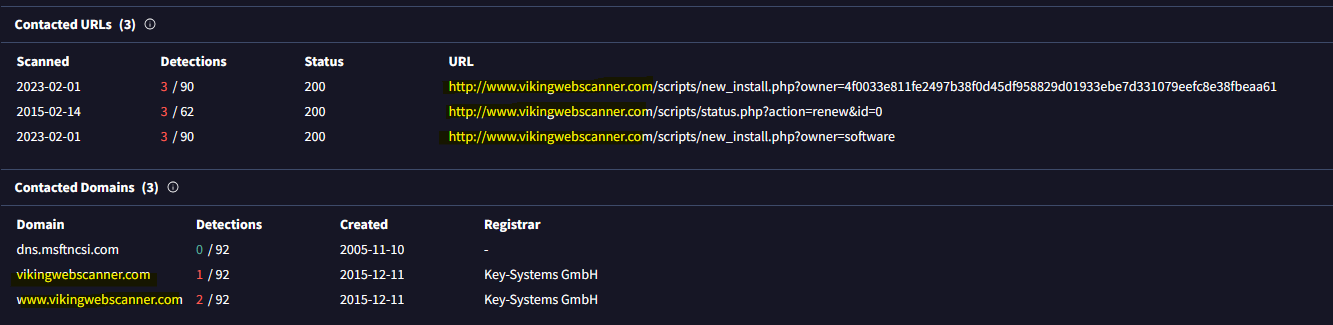 Contacted URLs (3)
Scanned Detections Status URL
2023-02-01 3 / 90 200 http://www.vikingwebscanner.com/scripts/new_install.php?owner=4f0033e811fe2497b38f0d45df958829d01933ebe7d331079eefc8e38fbeaa61
2015-02-14 3 / 62 200 http://www.vikingwebscanner.com/scripts/status.php?action=renew&id=0
2023-02-01 3 / 90 200 http://www.vikingwebscanner.com/scripts/new_install.php?owner=software
Contacted Domains (3)
Domain Detections Created Registrar
dns.msftncsi.com 0 / 92 2005-11-10 -
vikingwebscanner.com 1 / 92 2015-12-11 Key-Systems GmbH
www.vikingwebscanner.com 2 / 92 2015-12-11 Key-Systems GmbH